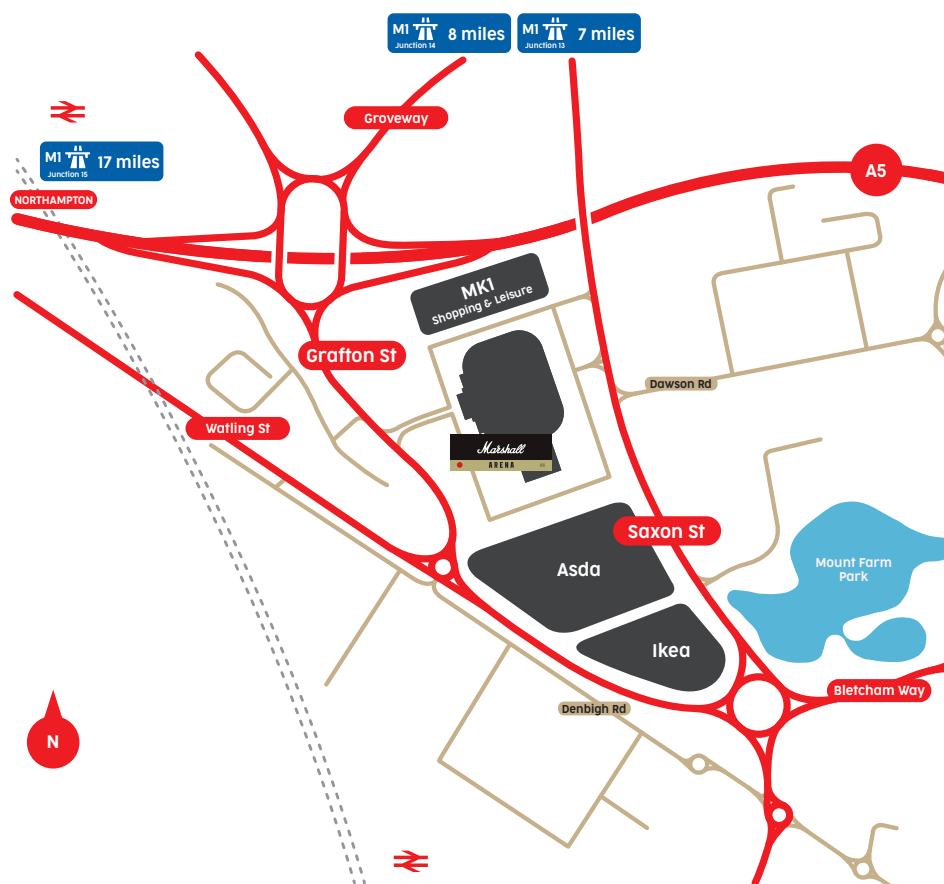 M1
Junction 14
8 miles
M1
Junction 13
7 miles
Groveway
M1
Junction 15
17 miles
NORTHAMPTON
A5
MK1
Shopping & Leisure
Grafton St
Dawson Rd
Watling St
Marshall
ARENA
Saxon St
Asda
Mount Farm
Park
Ikea
Bletcham Way
Denbigh Rd
N